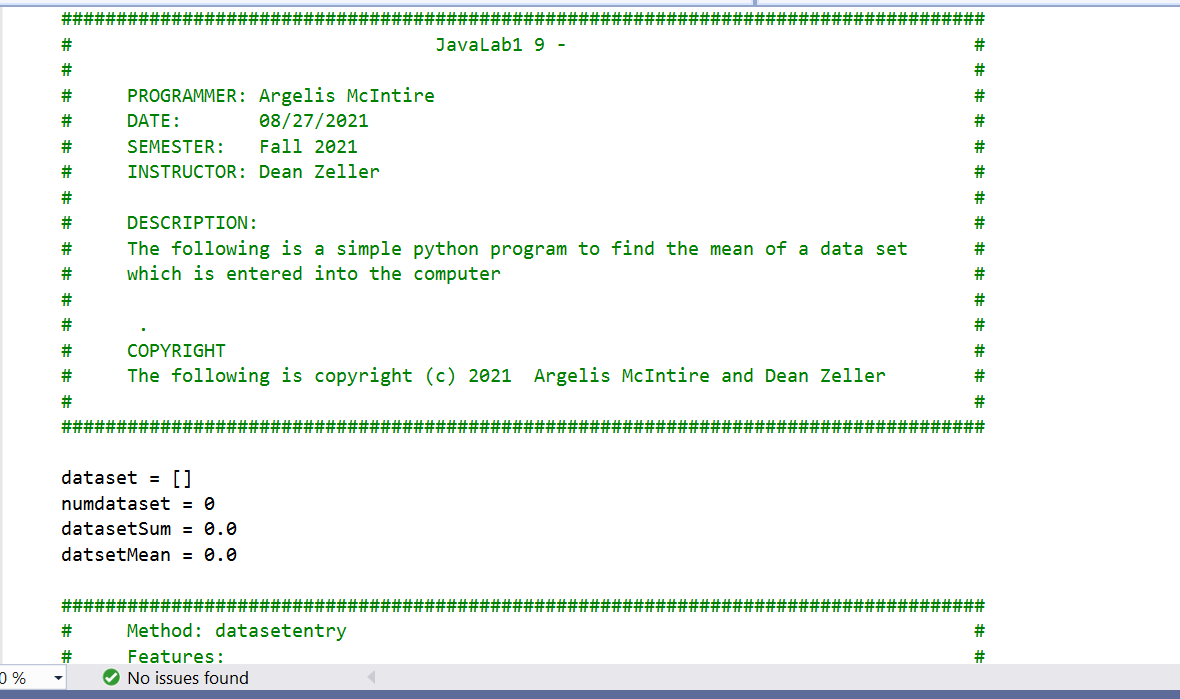 ####################################################################################
# JavaLab1 9 - #
# #
# PROGRAMMER: Argelis McIntire #
# DATE: 08/27/2021 #
# SEMESTER: Fall 2021 #
# INSTRUCTOR: Dean Zeller #
# #
# DESCRIPTION: #
# The following is a simple python program to find the mean of a data set #
# which is entered into the computer #
# #
# . #
# COPYRIGHT #
# The following is copyright (c) 2021  Argelis McIntire and Dean Zeller #
# #
####################################################################################
dataset = []
numdataset = 0
datasetSum = 0.0
datsetMean = 0.0
####################################################################################
# Method: datasetentry #
# Features: #
0 % No issues found